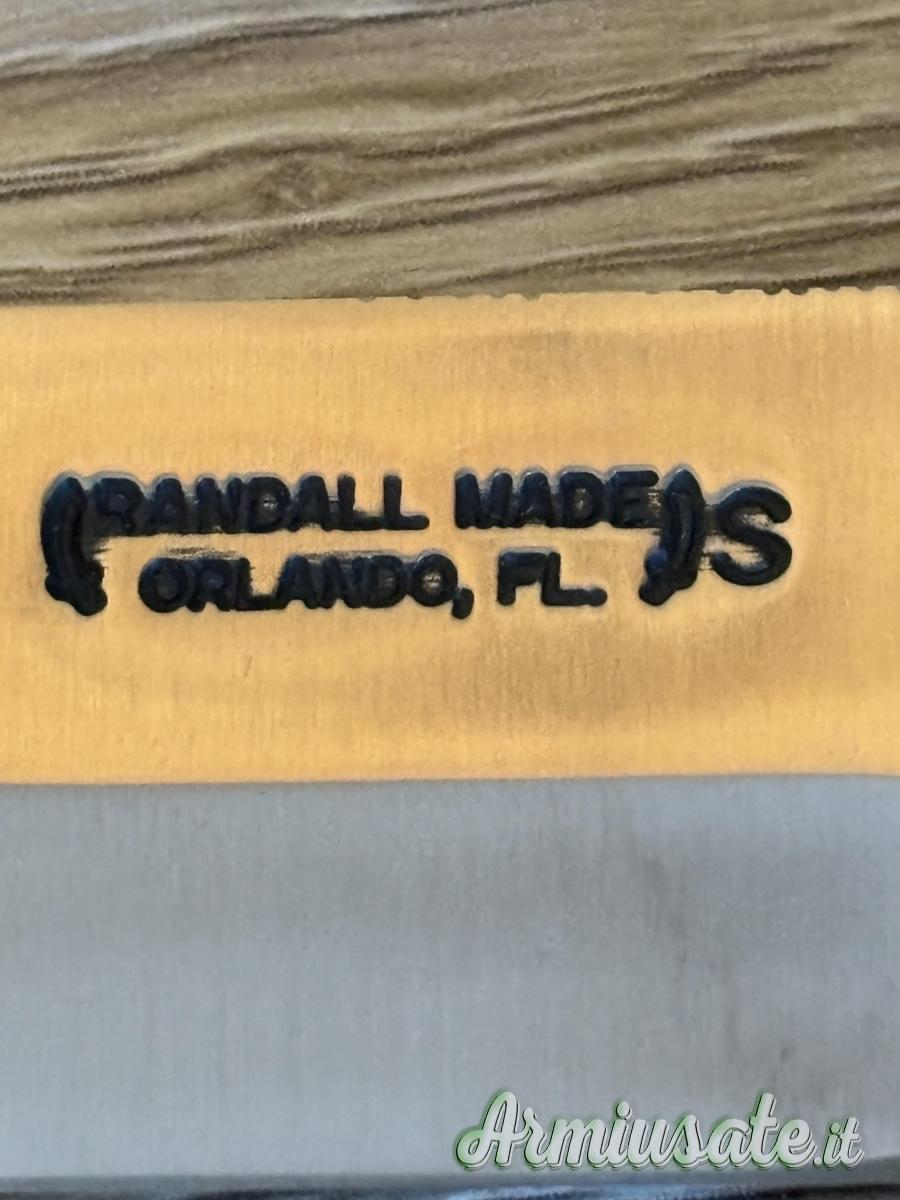 RANDALL MADE S
ORLANDO, FL.
Armiusate.it